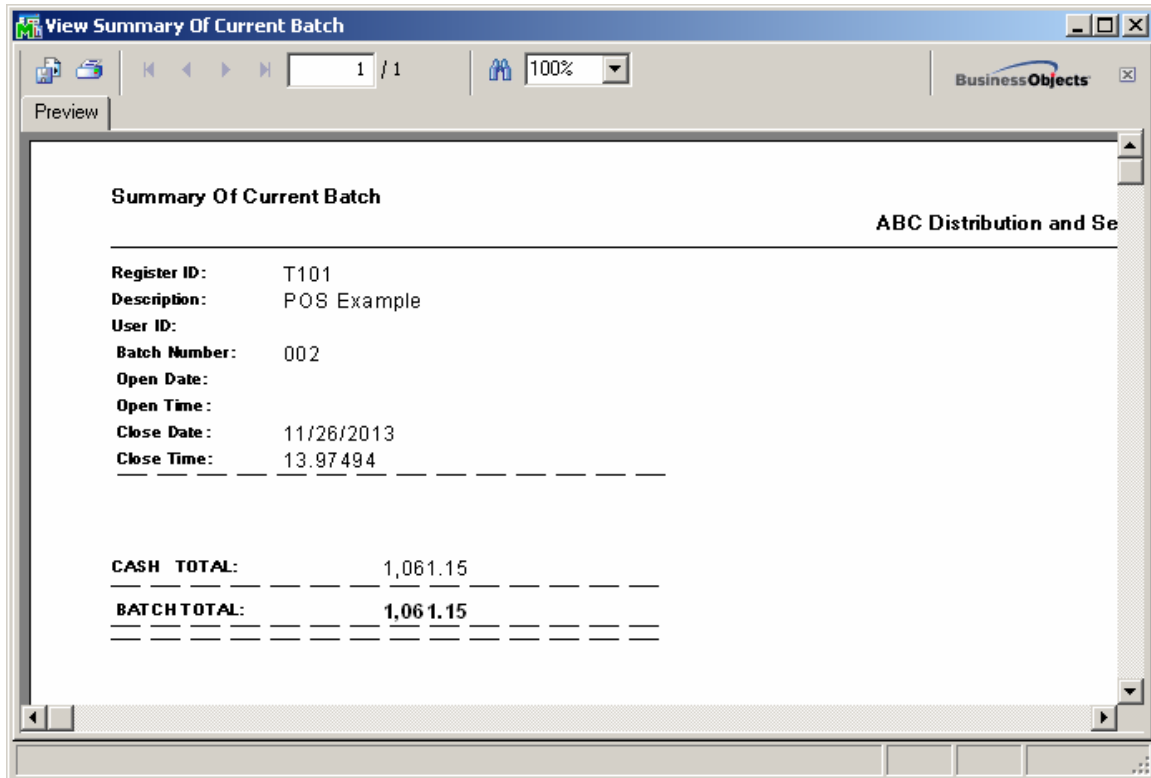 View Summary Of Current Batch
1 / 1 100% BusinessObjects
Preview
Summary Of Current Batch
ABC Distribution and Se
Register ID: T101
Description: POS Example
User ID:
Batch Number: 002
Open Date:
Open Time:
Close Date: 11/26/2013
Close Time: 13.97494
CASH TOTAL: 1,061.15
BATCH TOTAL: 1,061.15